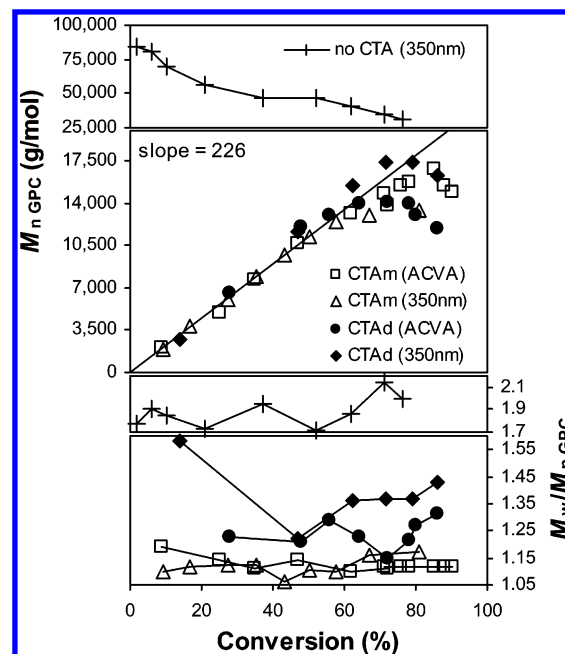 100,000
75,000
50,000
25,000
no CTA (350nm)
M n GPC (g/mol)
slope = 226
17,500
14,000
10,500
7,000
3,500
0
CTAm (ACVA)
CTAm (350nm)
CTAd (ACVA)
CTAd (350nm)
2.1
1.9
1.7
1.55
1.45
1.35
1.25
1.15
1.05
Mw/Mn GPC
0 20 40 60 80 100
Conversion (%)